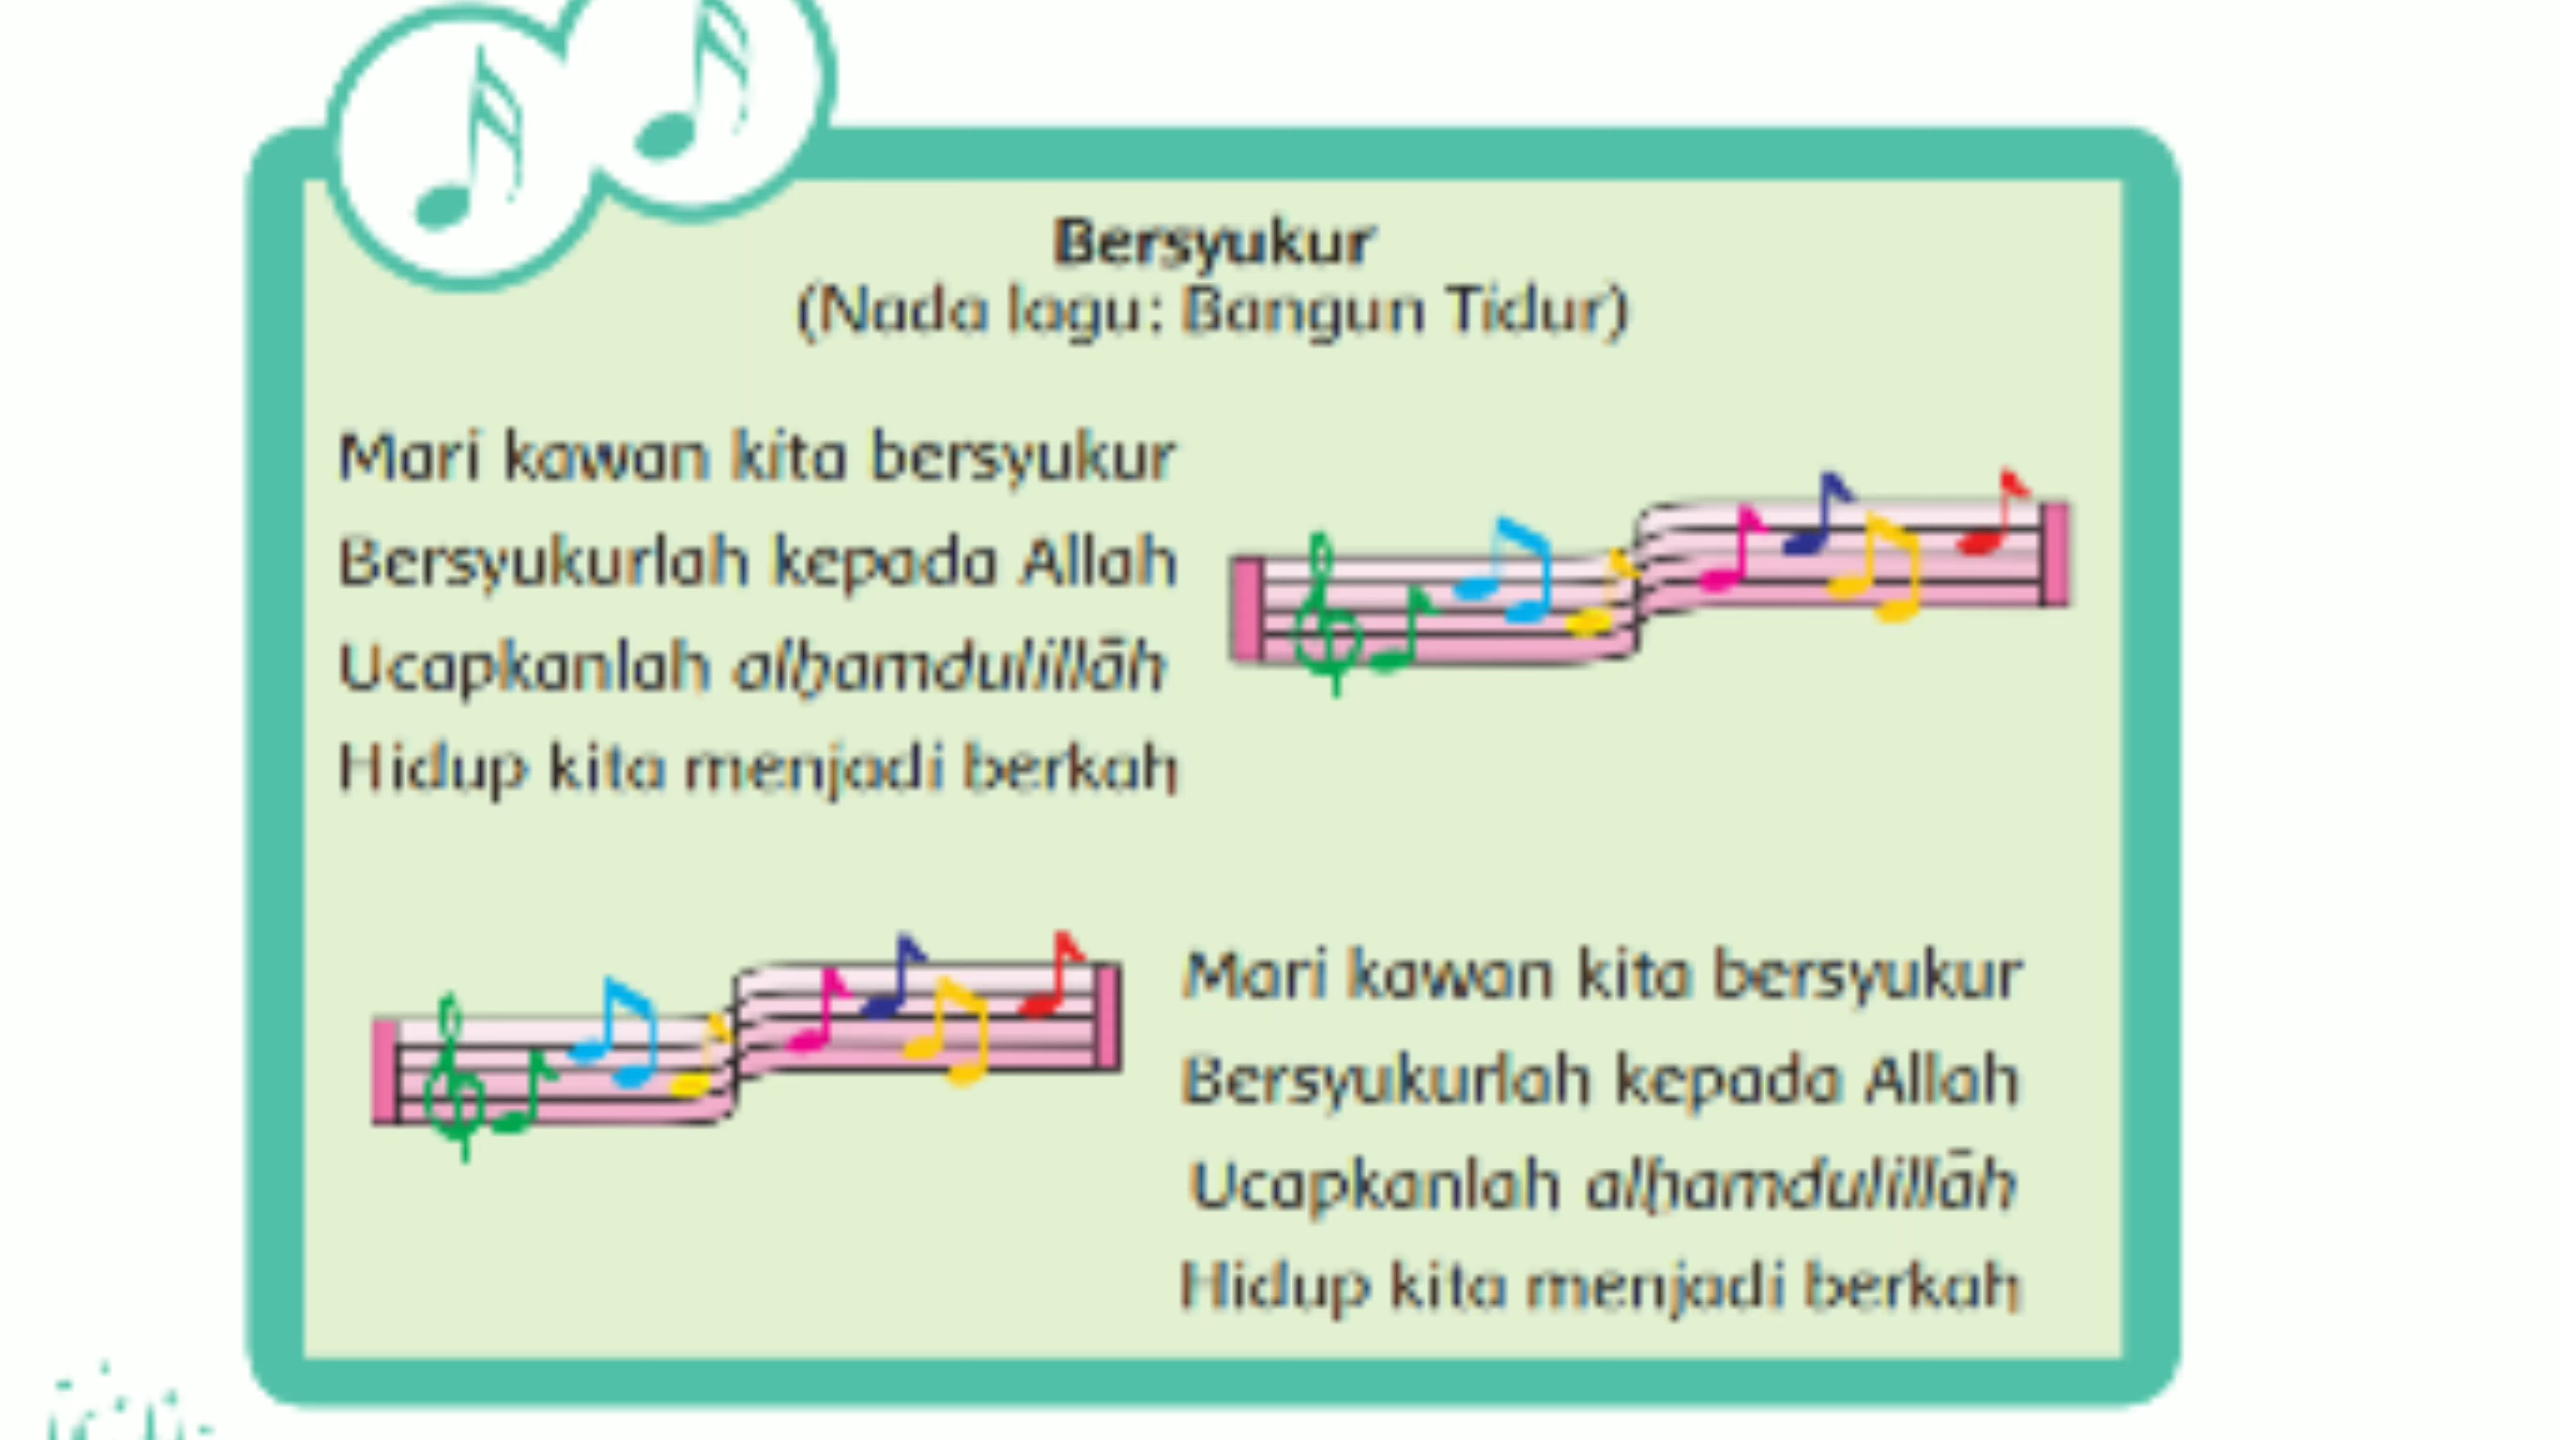 Bersyukur
(Nada lagu: Bangun Tidur)
Mari kawan kita bersyukur
Bersyukurlah kepada Allah
Ucapkanlah alḥamdulillāh
Hidup kita menjadi berkah
Mari kawan kita bersyukur
Bersyukurlah kepada Allah
Ucapkanlah alḥamdulillāh
Hidup kita menjadi berkah